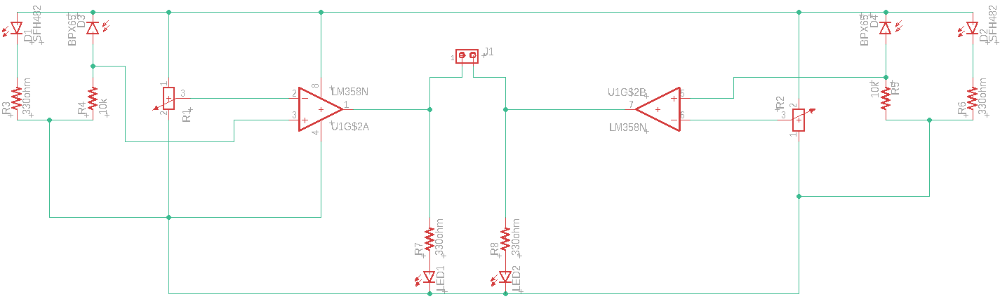 D1
SFH482
BPX65
D3
R3
330ohm
R4
10k
1
2
3
R1
2
3
8
4
1
LM358N
U1G$2A
1
J1
U1G$2B
LM358N
7
5
6
R2
2
3
1
BPX65
D4
10k
R5
D2
SFH482
R6
330ohm
R7
330ohm
LED1
R8
330ohm
LED2